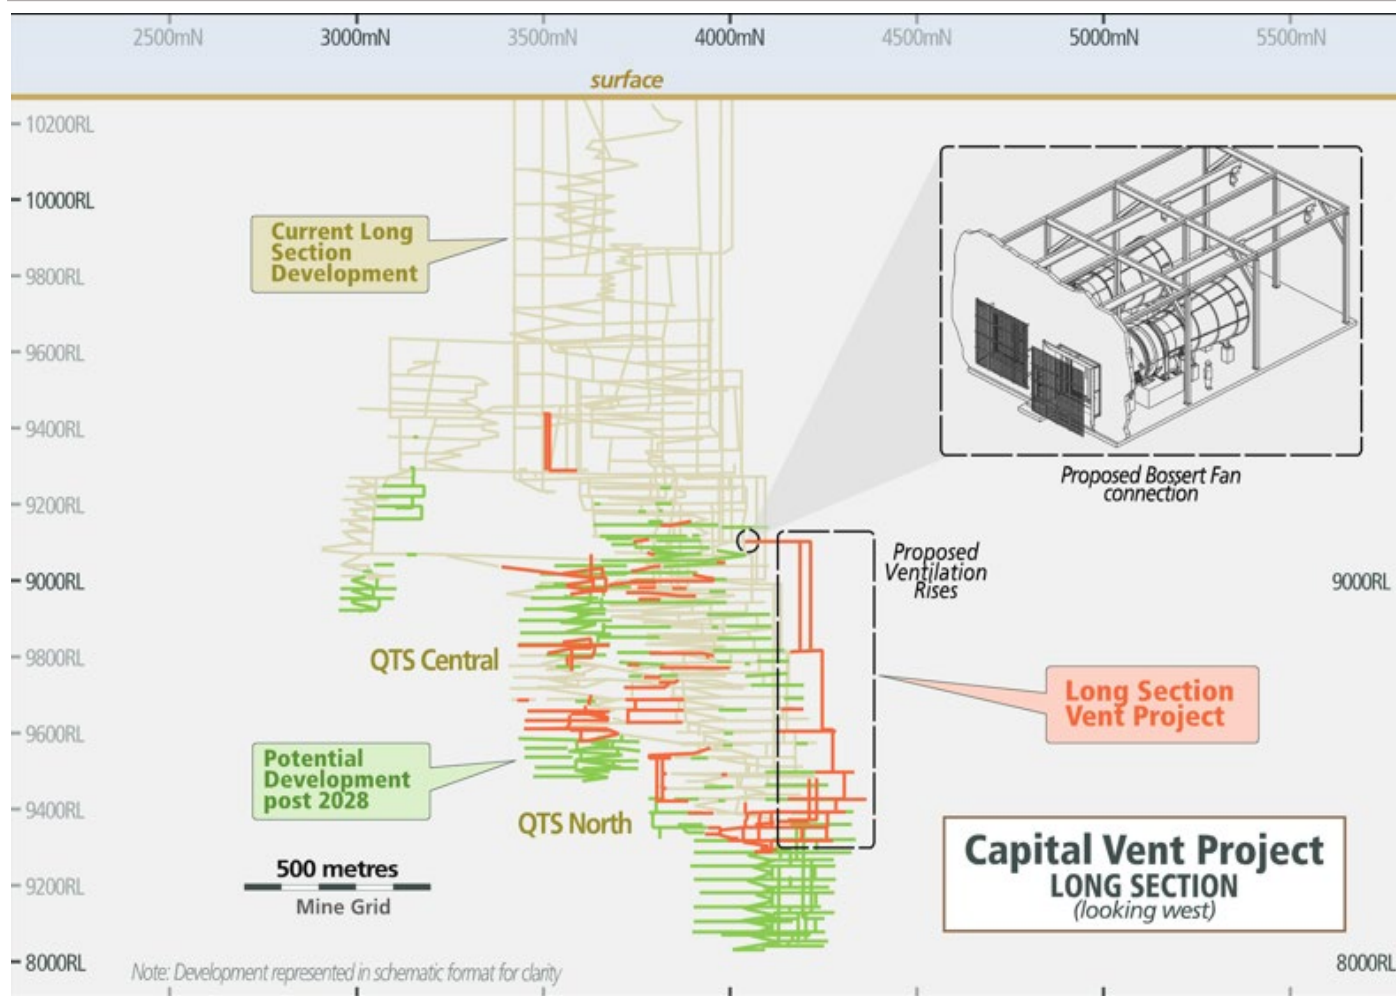 2500mN 3000mN 3500mN 4000mN 4500mN 5000mN 5500mN
surface
10200RL
10000RL
Current Long
Section
Development
9800RL
9600RL
9400RL
Proposed Bossert Fan
connection
9200RL
Proposed
Ventilation
Rises
9000RL
9000RL
QTS Central
9800RL
Long Section
Vent Project
9600RL
Potential
Development
post 2028
9400RL
QTS North
Capital Vent Project
LONG SECTION
(looking west)
500 metres
Mine Grid
9200RL
8000RL
8000RL
Note: Development represented in schematic format for clarity